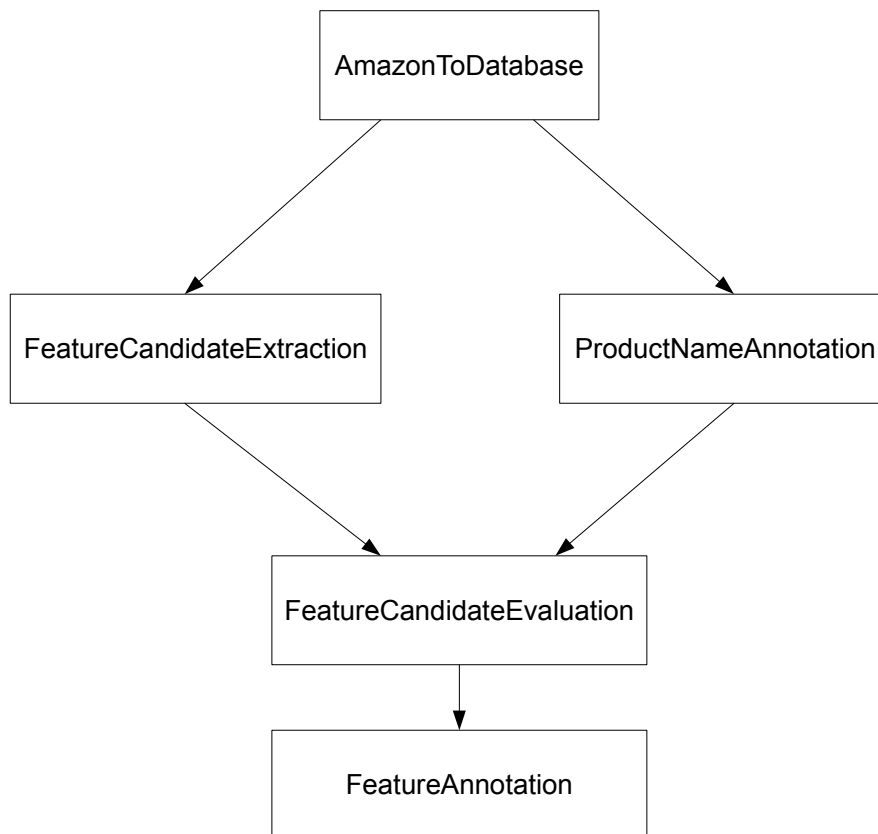 AmazonToDatabase
FeatureCandidateExtraction
ProductNameAnnotation
FeatureCandidateEvaluation
FeatureAnnotation